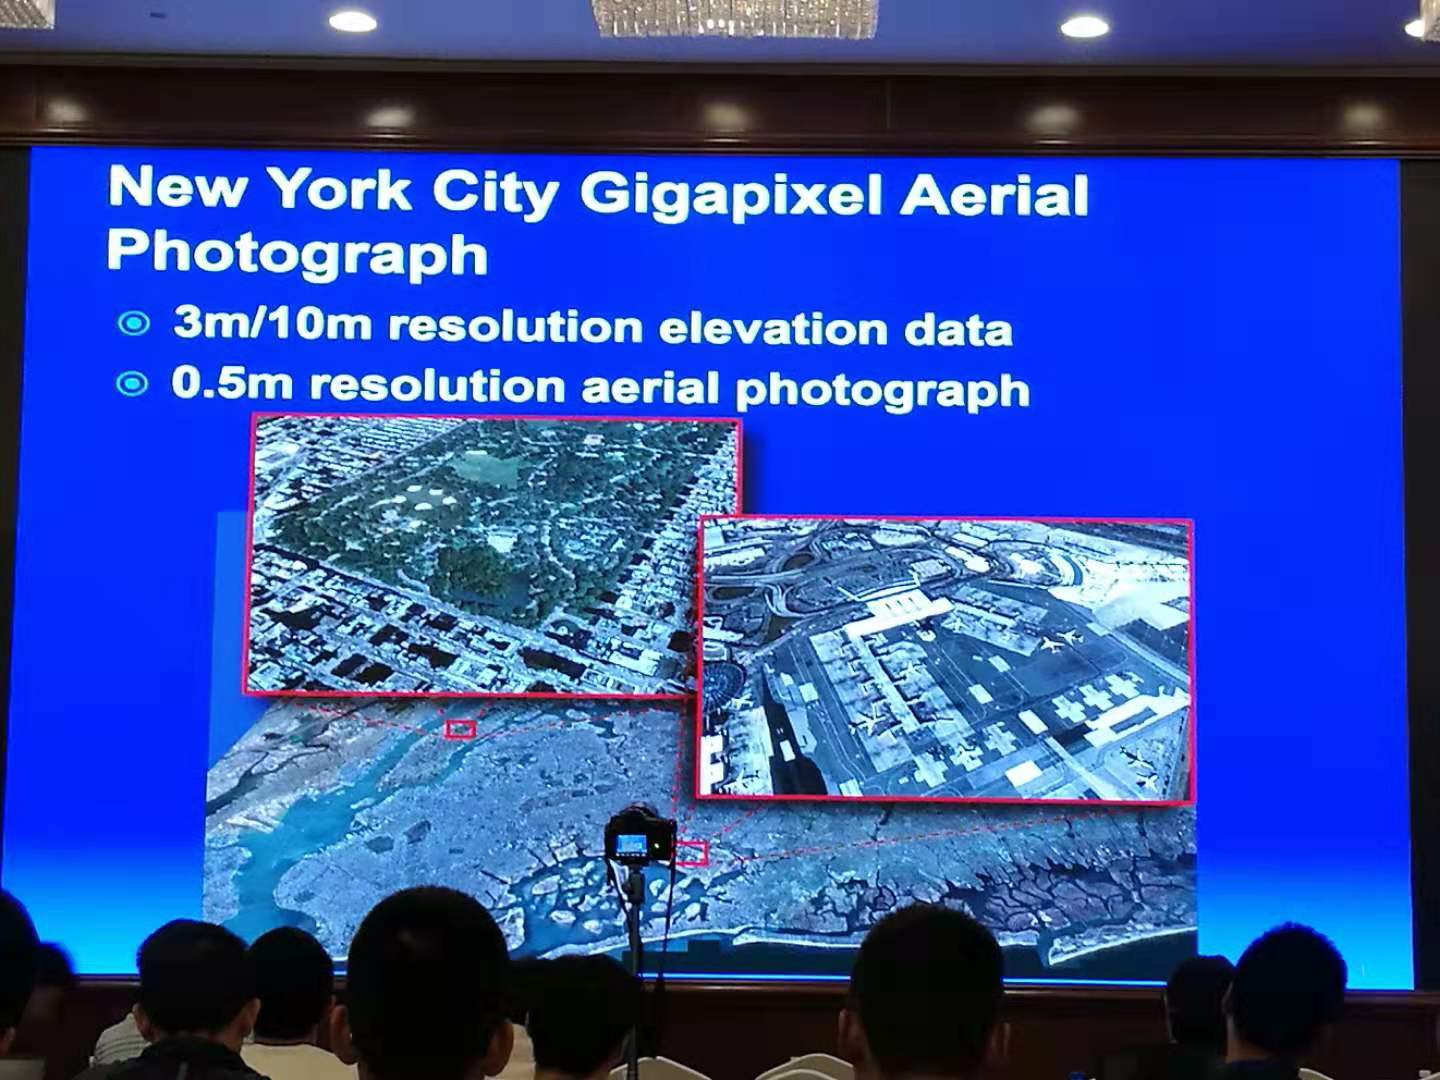 New York City Gigapixel Aerial
Photograph
3m/10m resolution elevation data
0.5m resolution aerial photograph